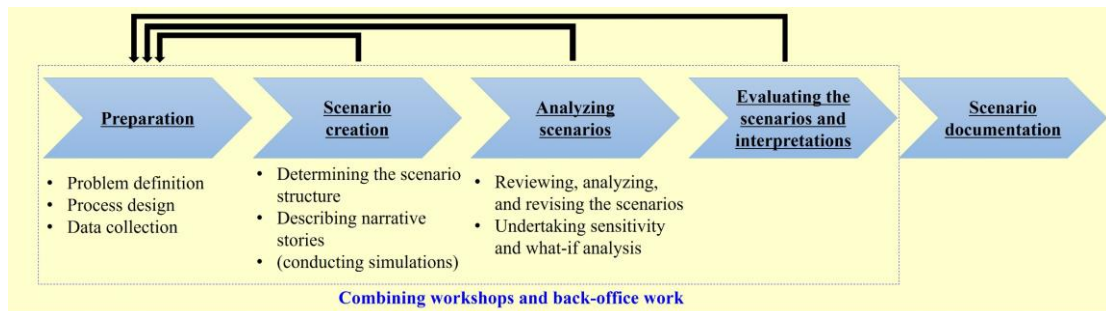 Preparation
Scenario
creation
Analyzing
scenarios
Evaluating the
scenarios and
interpretations
Scenario
documentation
• Problem definition
• Process design
• Data collection
• Determining the scenario
structure
• Describing narrative
stories
• (conducting simulations)
• Reviewing, analyzing,
and revising the scenarios
• Undertaking sensitivity
and what-if analysis
Combining workshops and back-office work